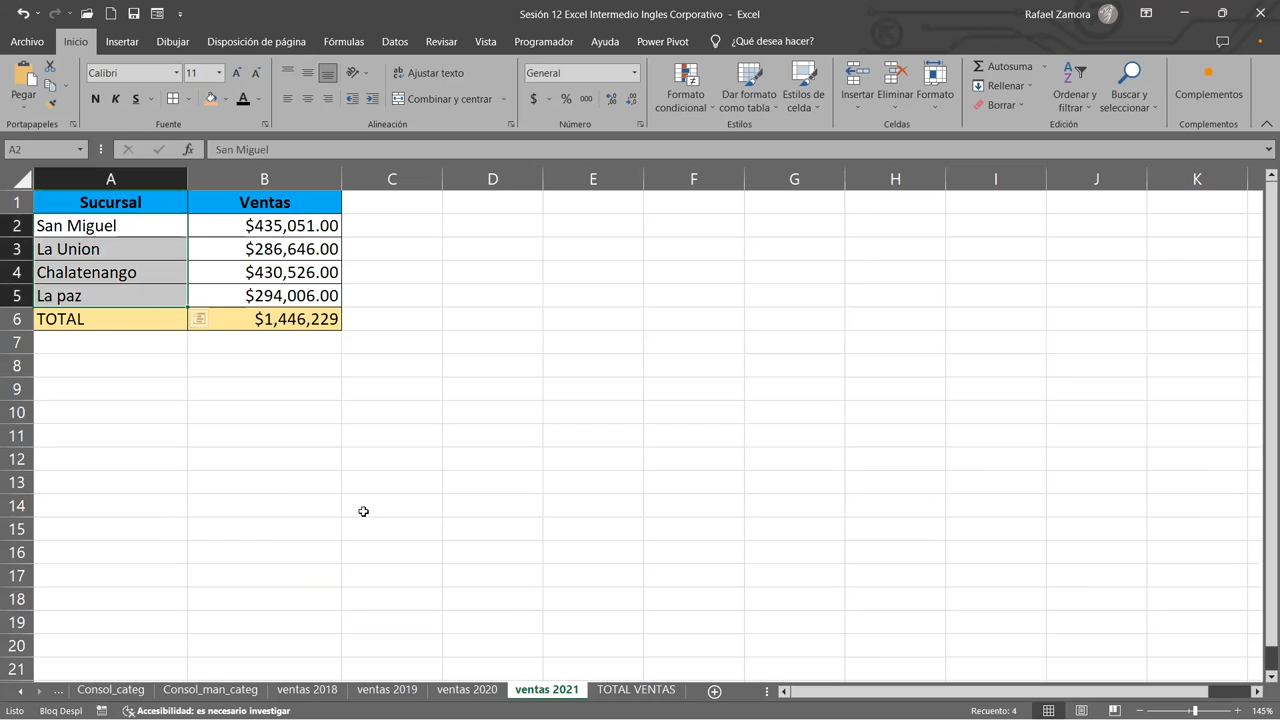 Sesión 12 Excel Intermedio Ingles Corporativo - Excel
Rafael Zamora
Archivo Inicio Insertar Dibujar Disposición de página Fórmulas Datos Revisar Vista Programador Ayuda Power Pivot ¿Qué desea hacer?
Pegar
Calibri 11
N K S
Ajustar texto
Combinar y centrar
General
$ % 000
Formato condicional
Dar formato como tabla
Estilos de celda
Insertar Eliminar Formato
Autosuma
Rellenar
Borrar
Ordenar y filtrar
Buscar y seleccionar
Complementos
Portapapeles Fuente Alineación Número Estilos Celdas Edición Complementos
A2 fx San Miguel
A B C D E F G H I J K
1 Sucursal Ventas
2 San Miguel $435,051.00
3 La Union $286,646.00
4 Chalatenango $430,526.00
5 La paz $294,006.00
6 TOTAL $1,446,229
7
8
9
10
11
12
13
14
15
16
17
18
19
20
21
... Consol_categ Consol_man_categ ventas 2018 ventas 2019 ventas 2020 ventas 2021 TOTAL VENTAS
Listo Bloq Despl Accesibilidad: es necesario investigar Recuento: 4 145%